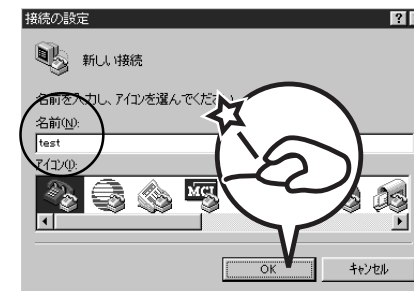 接続の設定
新しい接続
名前を入力し、アイコンを選んでください
名前(N):
test
アイコン(I):
MCI
OK
キャンセル